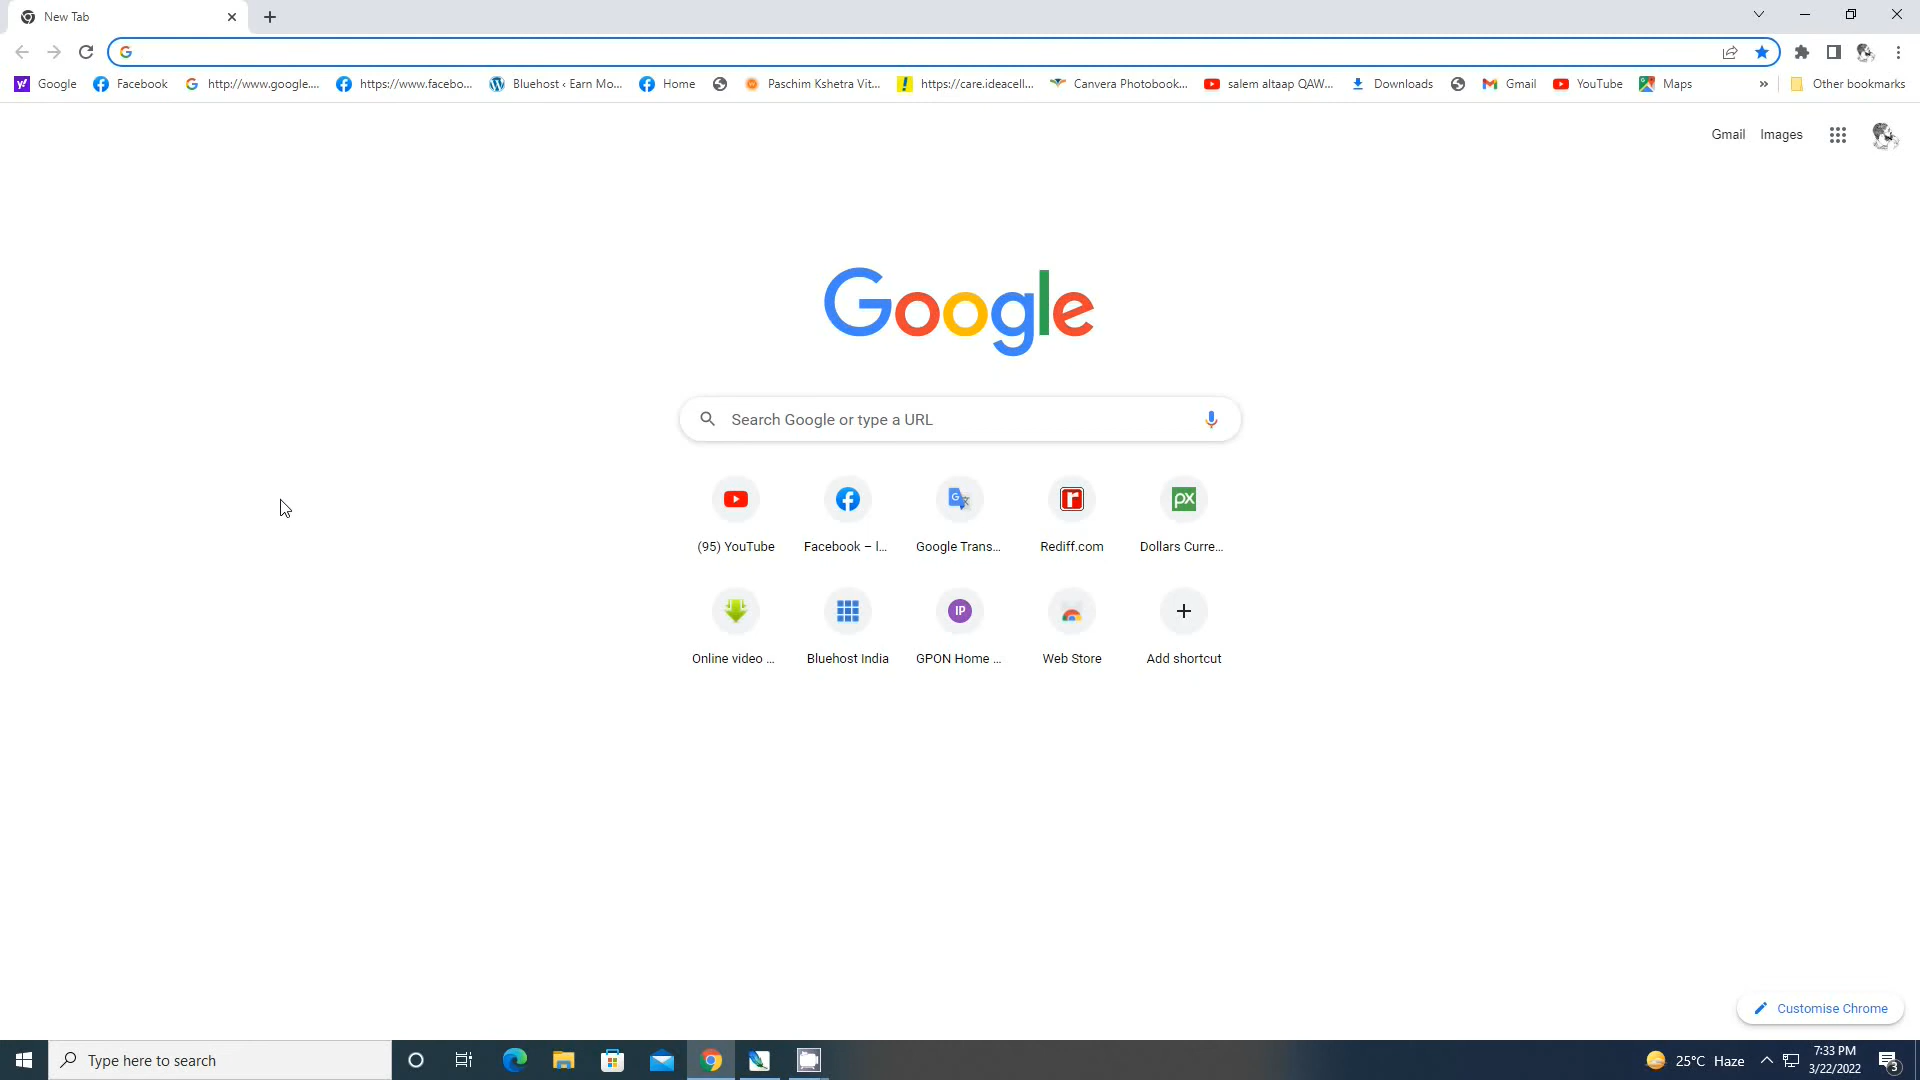 New Tab
Google Facebook http://www.google.... https://www.facebo... Bluehost ‹ Earn Mo... Home Paschim Kshetra Vit... https://care.ideacell... Canvera Photobook... salem altaap QAW... Downloads Gmail YouTube Maps » Other bookmarks
Gmail Images
Google
Search Google or type a URL
(95) YouTube Facebook – l... Google Trans... Rediff.com Dollars Curre...
IP
Online video ... Bluehost India GPON Home ... Web Store Add shortcut
Customise Chrome
Type here to search 25°C Haze 7:33 PM
3/22/2022 3